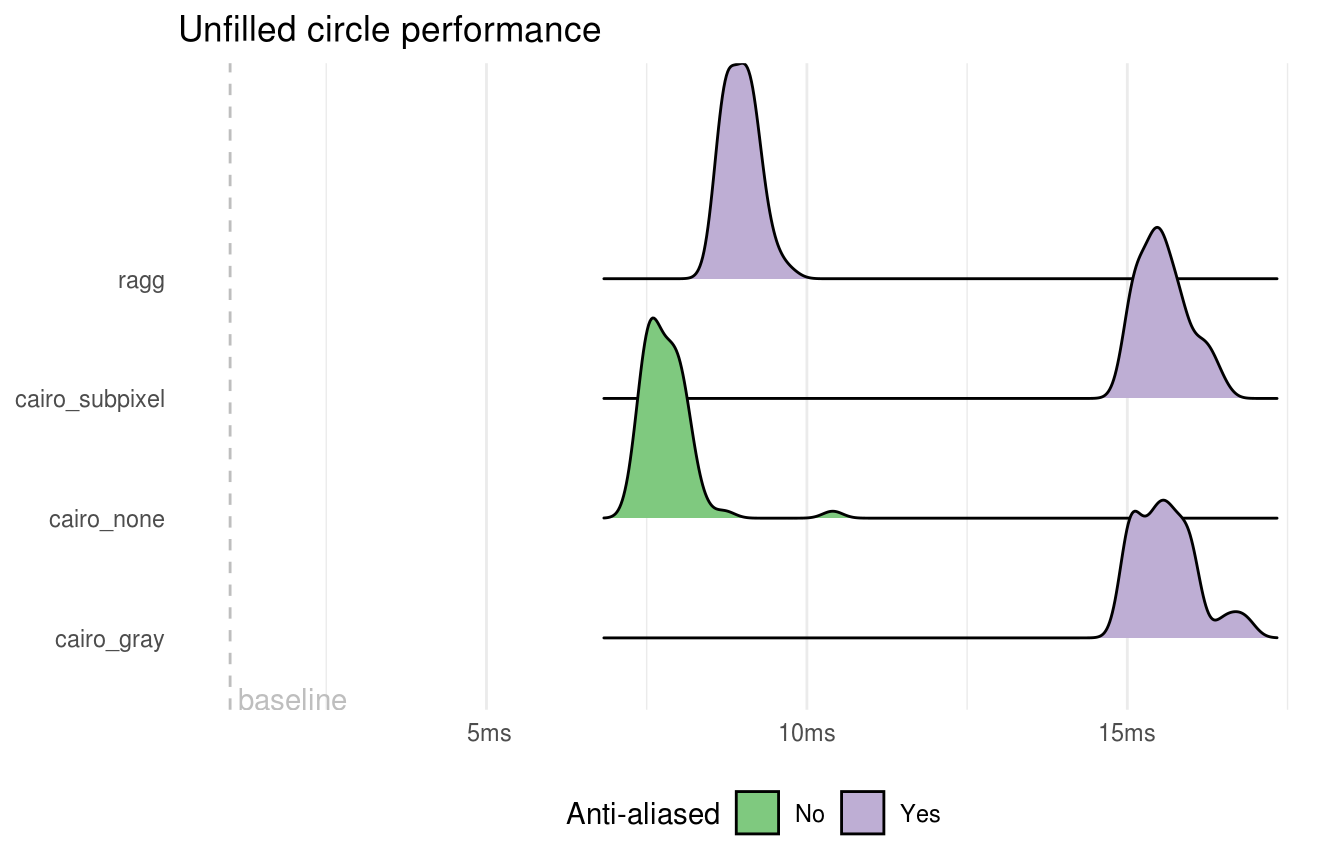 Unfilled circle performance
ragg
cairo_subpixel
cairo_none
cairo_gray
baseline
5ms 10ms 15ms
Anti-aliased No Yes